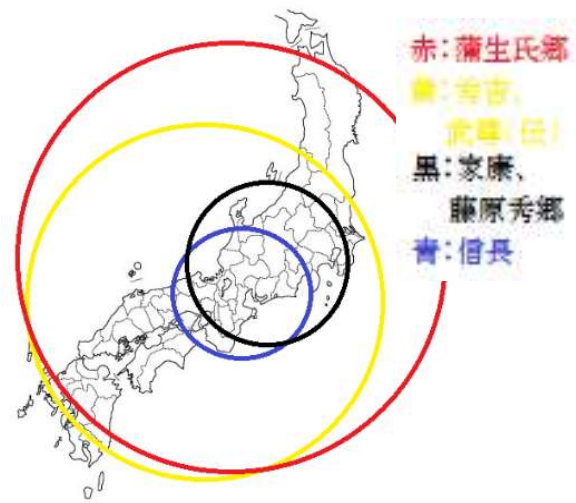 赤：蒲生氏郷
黄：秀吉、
黒：家康、
藤原秀郷
青：信長